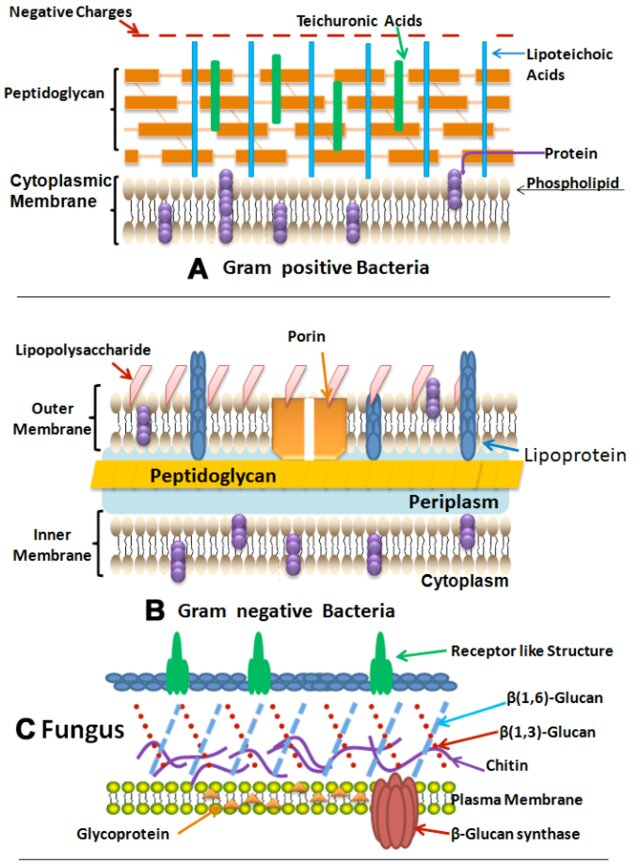 Negative Charges
Teichuronic Acids
Lipoteichoic
Acids
Peptidoglycan
Protein
Cytoplasmic
Membrane
Phospholipid
A Gram positive Bacteria
Lipopolysaccharide
Porin
Outer
Membrane
Lipoprotein
Peptidoglycan
Periplasm
Inner
Membrane
Cytoplasm
B Gram negative Bacteria
Receptor like Structure
β(1,6)-Glucan
C Fungus
β(1,3)-Glucan
Chitin
Plasma Membrane
Glycoprotein
β-Glucan synthase